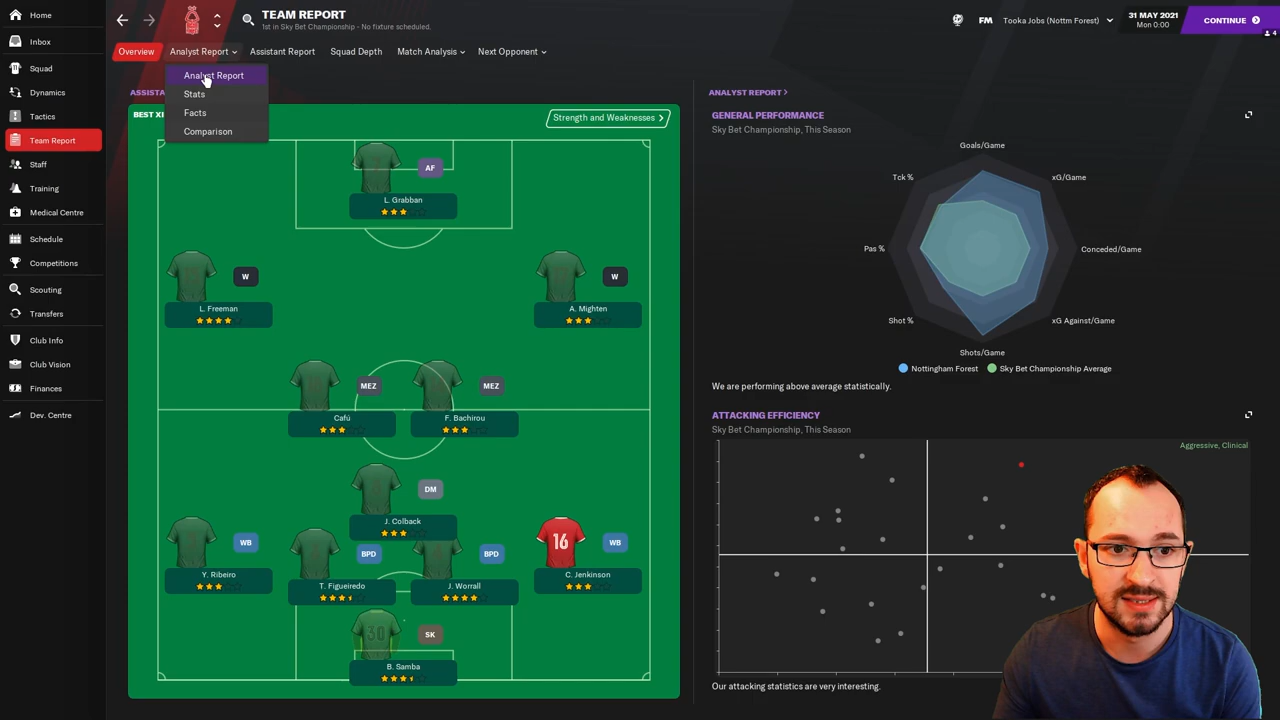 Home
Inbox
Squad
Dynamics
Tactics
Team Report
Staff
Training
Medical Centre
Schedule
Competitions
Scouting
Transfers
Club Info
Club Vision
Finances
Dev. Centre
TEAM REPORT
1st in Sky Bet Championship - No fixture scheduled.
FM
Tooka Jobs (Nottm Forest)
31 MAY 2021
Mon 0:00
CONTINUE
4
Overview
Analyst Report
Assistant Report
Squad Depth
Match Analysis
Next Opponent
Analyst Report
Stats
Facts
Comparison
ASSISTA
BEST XI
Strength and Weaknesses >
AF
L. Grabban
W
L. Freeman
W
A. Mighten
MEZ
Cafú
MEZ
F. Bachirou
DM
J. Colback
WB
Y. Ribeiro
BPD
T. Figueiredo
BPD
J. Worrall
16
WB
C. Jenkinson
30
SK
B. Samba
ANALYST REPORT >
GENERAL PERFORMANCE
Sky Bet Championship, This Season
Goals/Game
xG/Game
Conceded/Game
xG Against/Game
Shots/Game
Shot %
Pas %
Tck %
Nottingham Forest
Sky Bet Championship Average
We are performing above average statistically.
ATTACKING EFFICIENCY
Sky Bet Championship, This Season
Aggressive, Clinical
Our attacking statistics are very interesting.